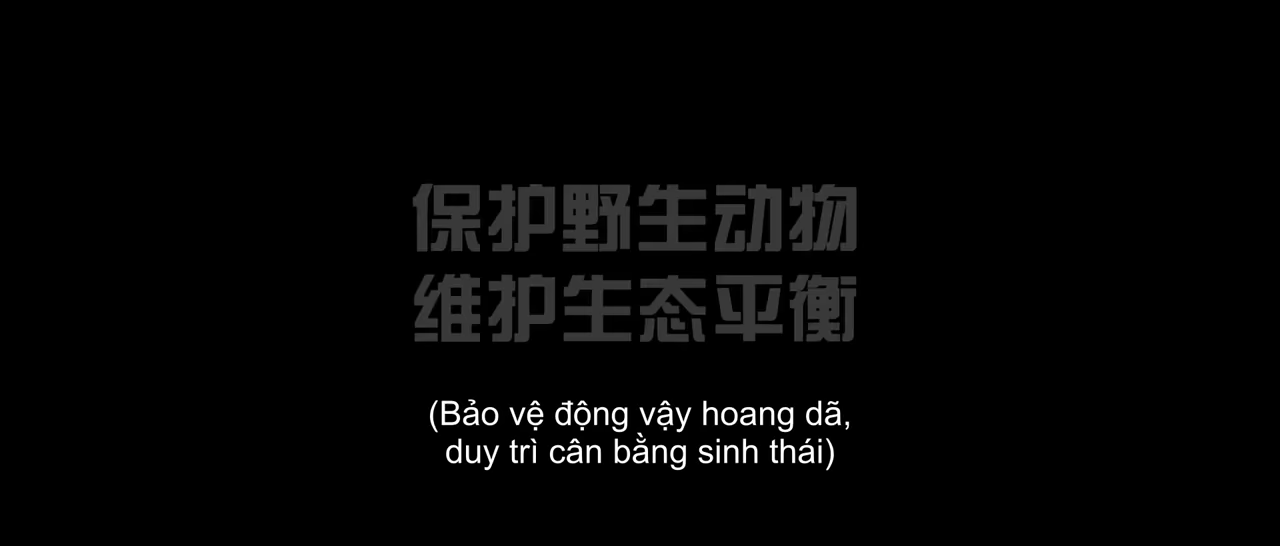 保护野生动物
维护生态平衡
(Bảo vệ động vậy hoang dã,
duy trì cân bằng sinh thái)